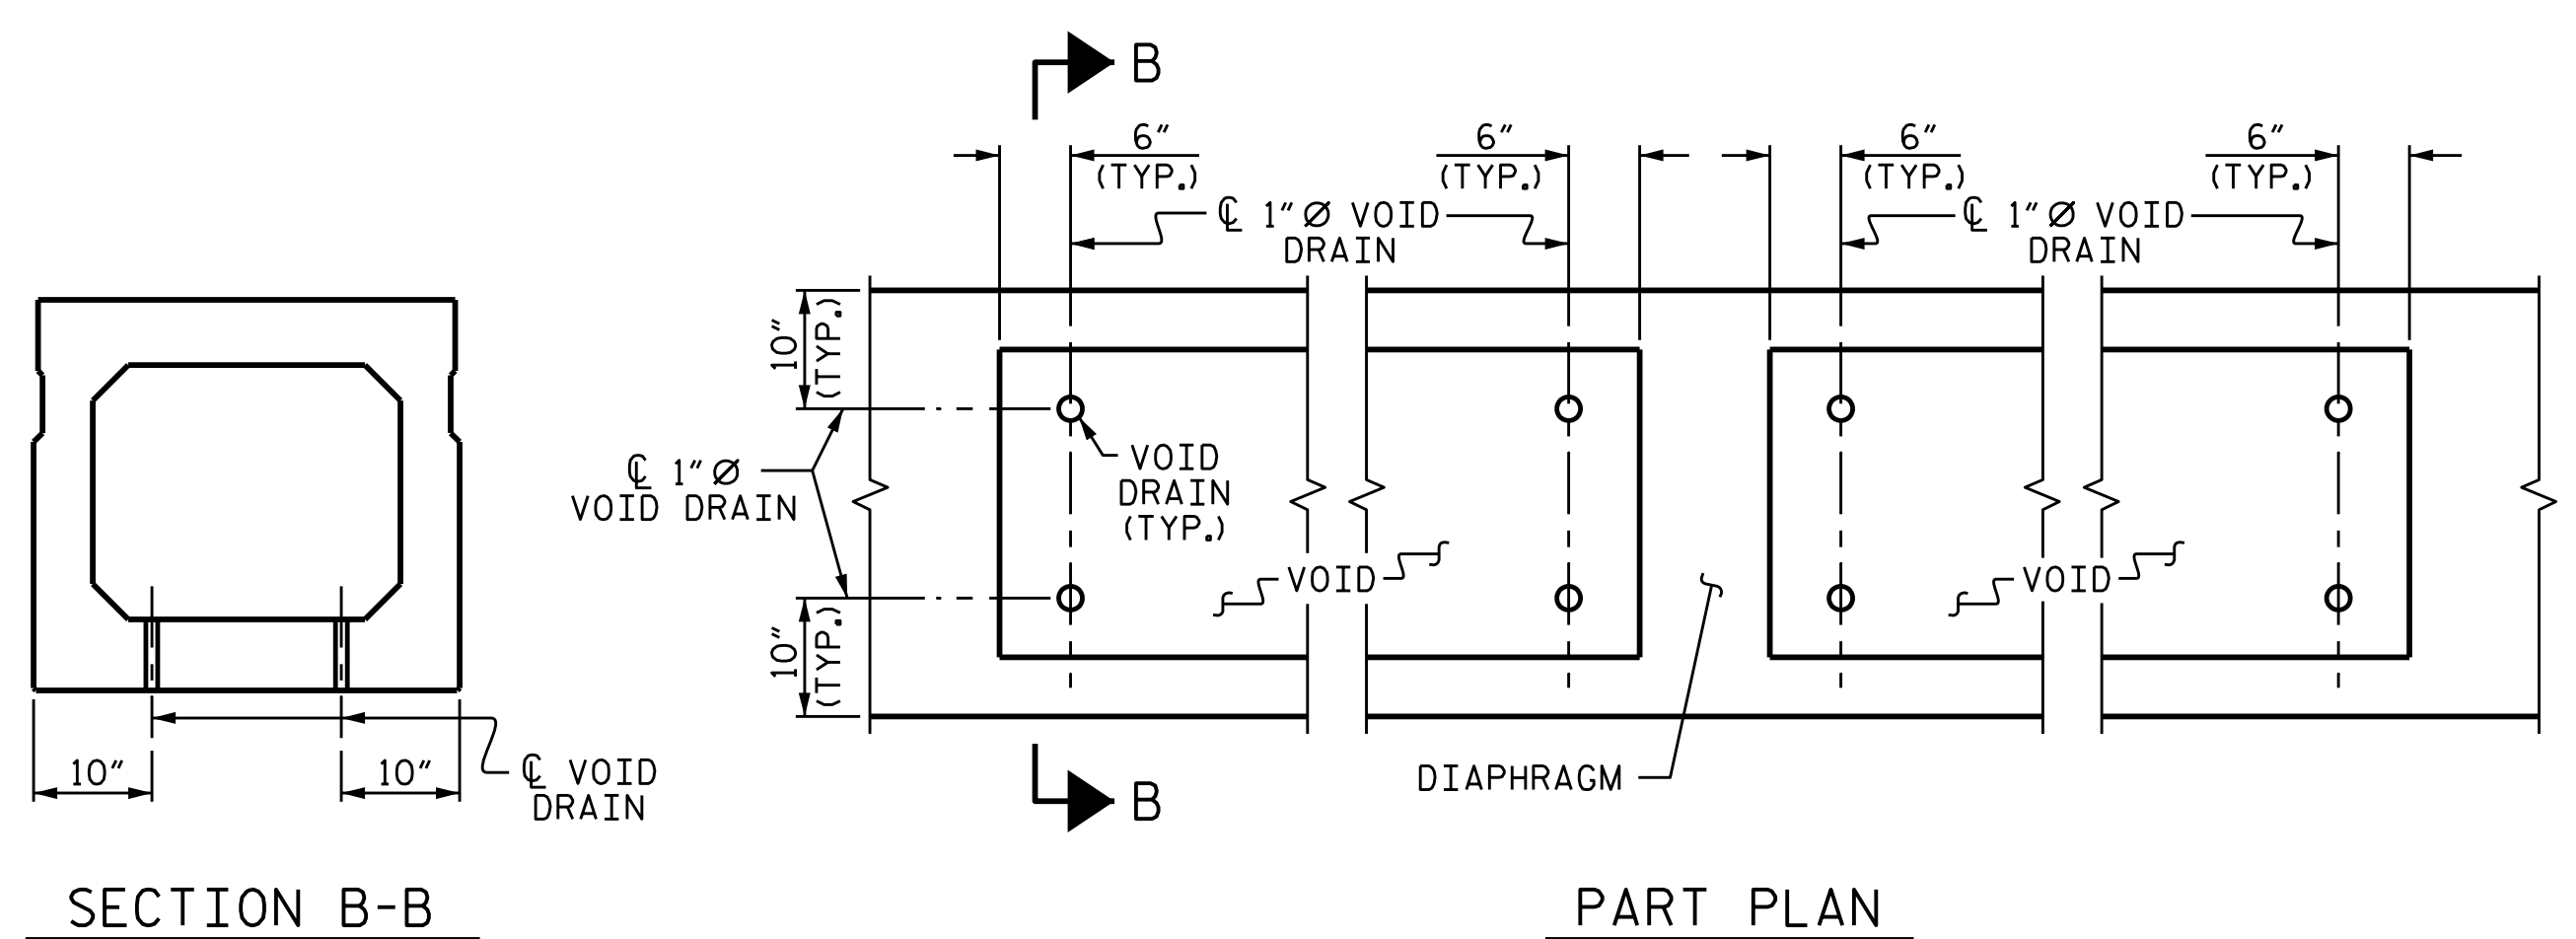 B
6" 6" 6" 6"
(TYP.) (TYP.) (TYP.) (TYP.)
℄ 1"Ø VOID
DRAIN
℄ 1"Ø VOID
DRAIN
10"
(TYP.)
℄ 1"Ø
VOID DRAIN
VOID
DRAIN
(TYP.)
VOID
VOID
10"
(TYP.)
DIAPHRAGM
B
10" 10"
℄ VOID
DRAIN
SECTION B-B
PART PLAN